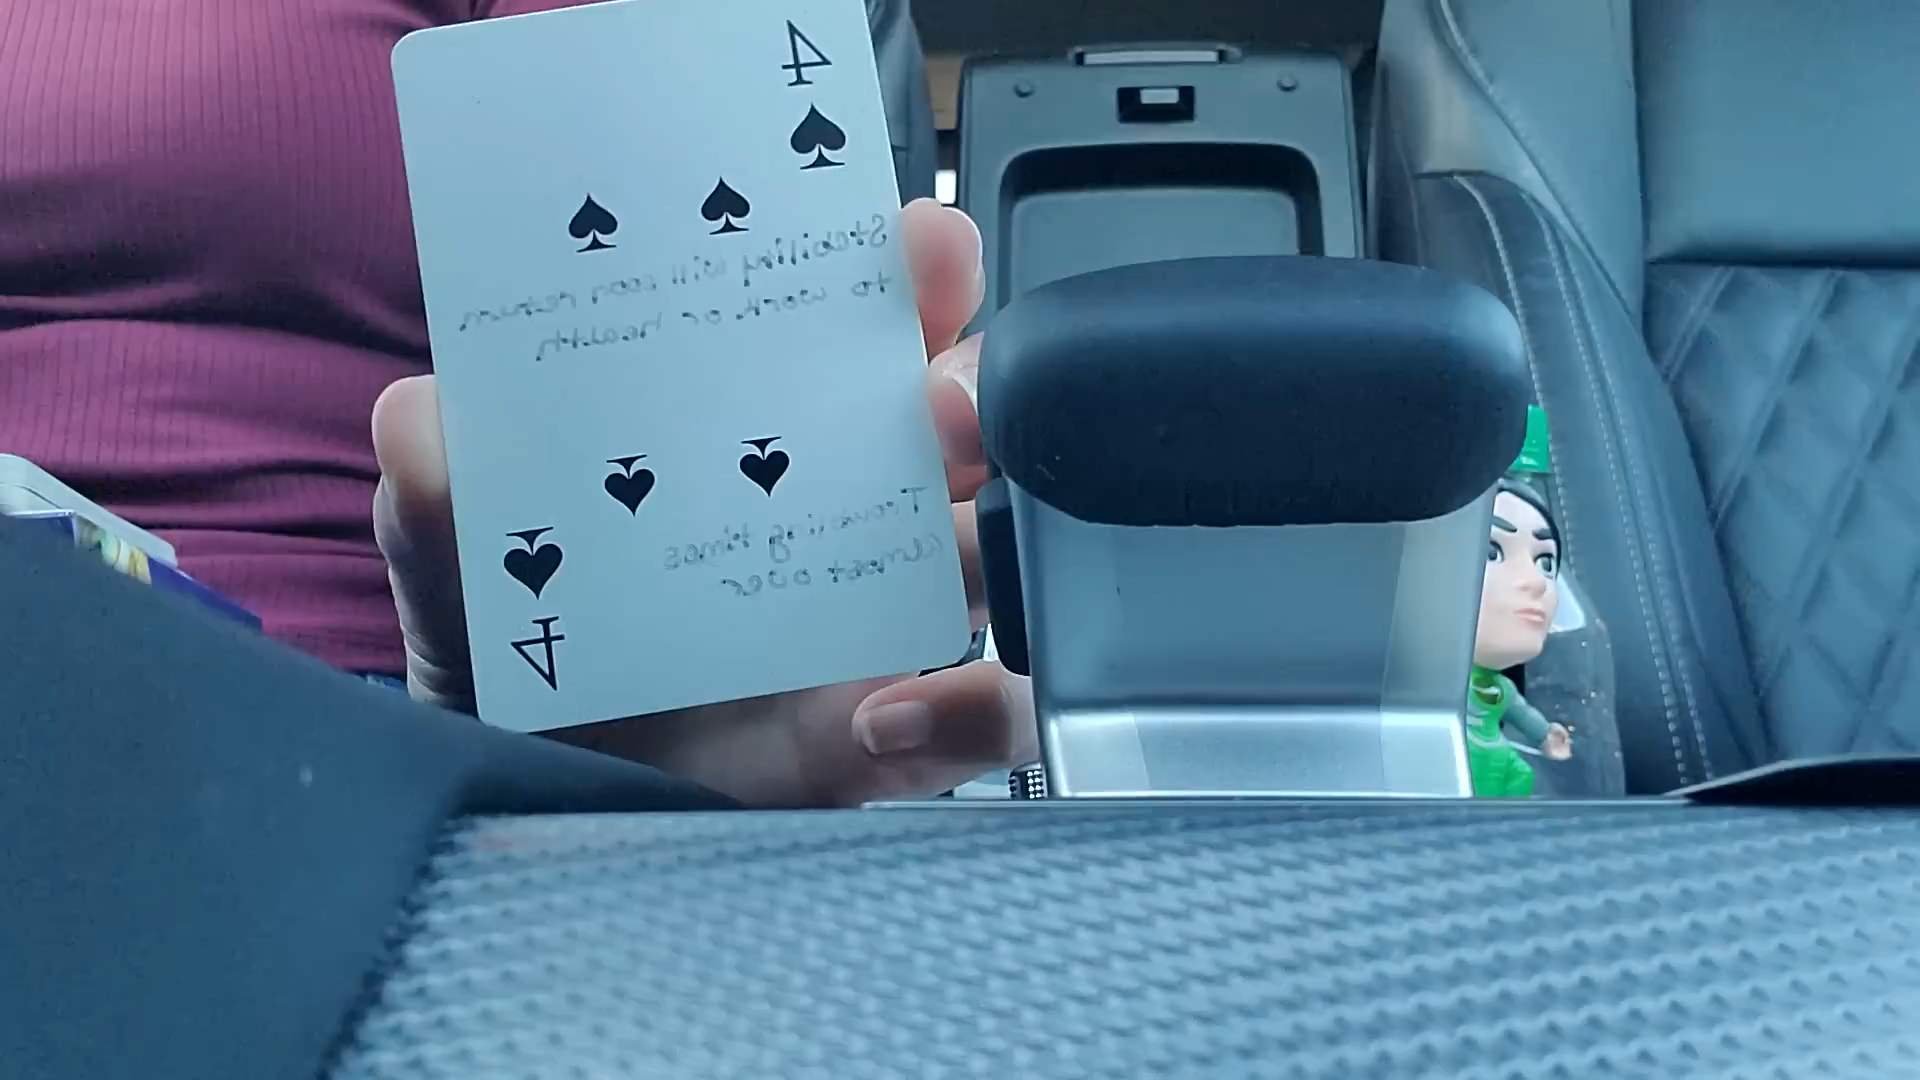 4
Stability will soon return
to work or health
Troubling times
almost over
4